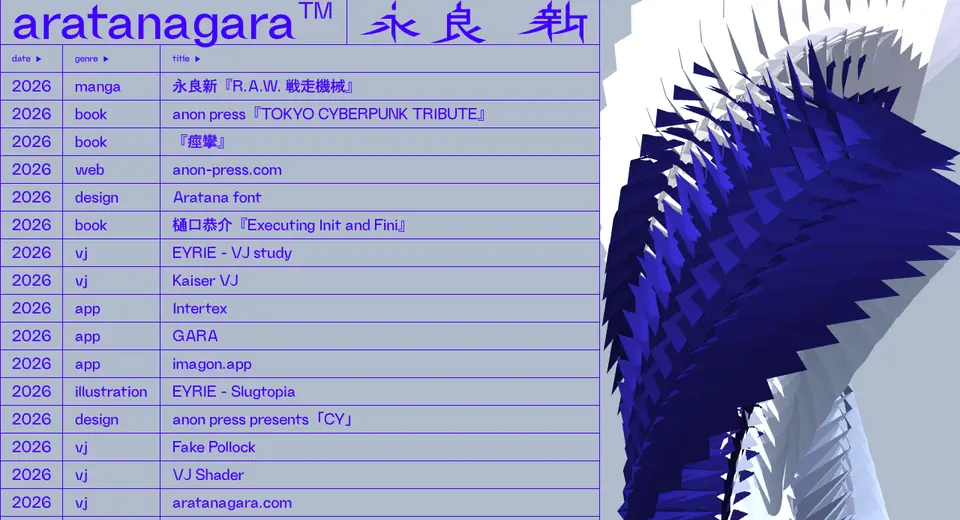 aratanagara™ 永良 新
date ▶ genre ▶ title ▶
2026 manga 永良新『R.A.W. 戦走機械』
2026 book anon press『TOKYO CYBERPUNK TRIBUTE』
2026 book 『痙攣』
2026 web anon-press.com
2026 design Aratana font
2026 book 樋口恭介『Executing Init and Fini』
2026 vj EYRIE - VJ study
2026 vj Kaiser VJ
2026 app Intertex
2026 app GARA
2026 app imagon.app
2026 illustration EYRIE - Slugtopia
2026 design anon press presents「CY」
2026 vj Fake Pollock
2026 vj VJ Shader
2026 vj aratanagara.com